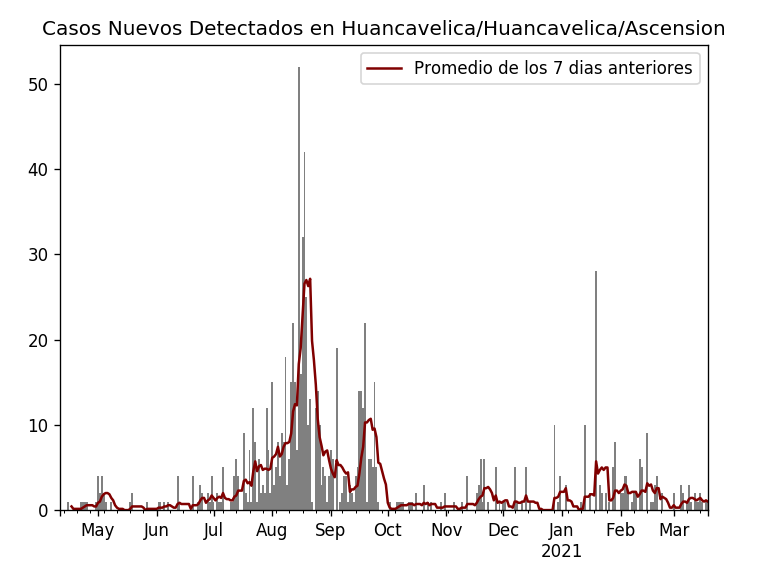 Casos Nuevos Detectados en Huancavelica/Huancavelica/Ascension
Promedio de los 7 dias anteriores
50
40
30
20
10
0
May Jun Jul Aug Sep Oct Nov Dec Jan Feb Mar
2021